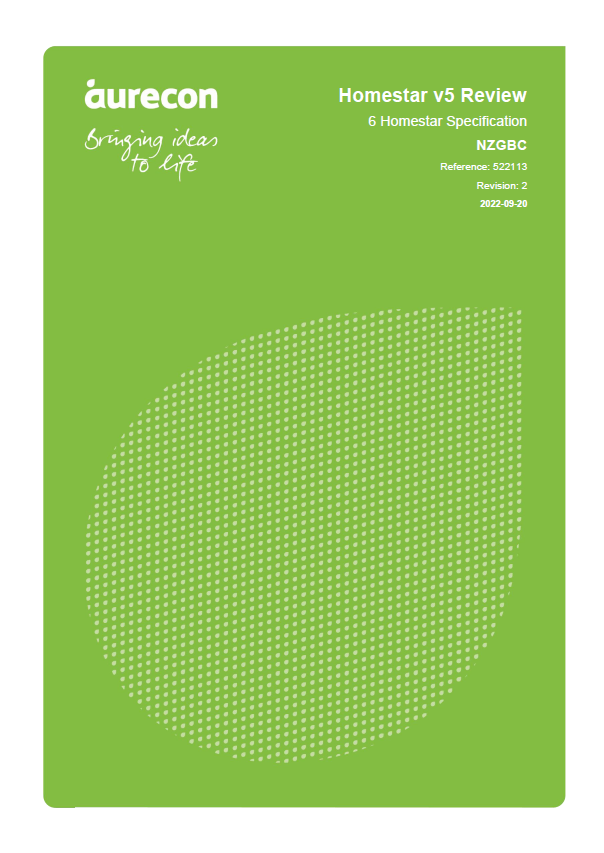 aurecon
Bringing ideas
to life
Homestar v5 Review
6 Homestar Specification
NZGBC
Reference: 522113
Revision: 2
2022-09-20